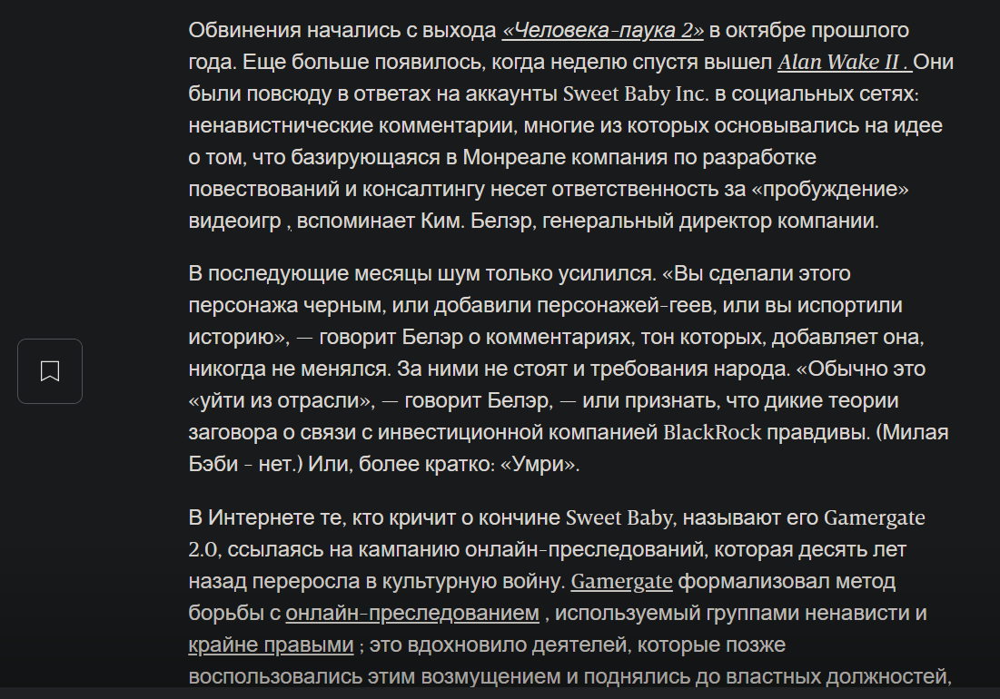 Обвинения начались с выхода «Человека-паука 2» в октябре прошлого
года. Еще больше появилось, когда неделю спустя вышел Alan Wake II . Они
были повсюду в ответах на аккаунты Sweet Baby Inc. в социальных сетях:
ненавистнические комментарии, многие из которых основывались на идее
о том, что базирующаяся в Монреале компания по разработке
повествований и консалтингу несет ответственность за «пробуждение»
видеоигр , вспоминает Ким. Белэр, генеральный директор компании.
В последующие месяцы шум только усилился. «Вы сделали этого
персонажа черным, или добавили персонажей-геев, или вы испортили
историю», — говорит Белэр о комментариях, тон которых, добавляет она,
никогда не менялся. За ними не стоят и требования народа. «Обычно это
«уйти из отрасли», — говорит Белэр, — или признать, что дикие теории
заговора о связи с инвестиционной компанией BlackRock правдивы. (Милая
Бэби - нет.) Или, более кратко: «Умри».
В Интернете те, кто кричит о кончине Sweet Baby, называют его Gamergate
2.0, ссылаясь на кампанию онлайн-преследований, которая десять лет
назад переросла в культурную войну. Gamergate формализовал метод
борьбы с онлайн-преследованием , используемый группами ненависти и
крайне правыми ; это вдохновило деятелей, которые позже
воспользовались этим возмущением и поднялись до властных должностей,